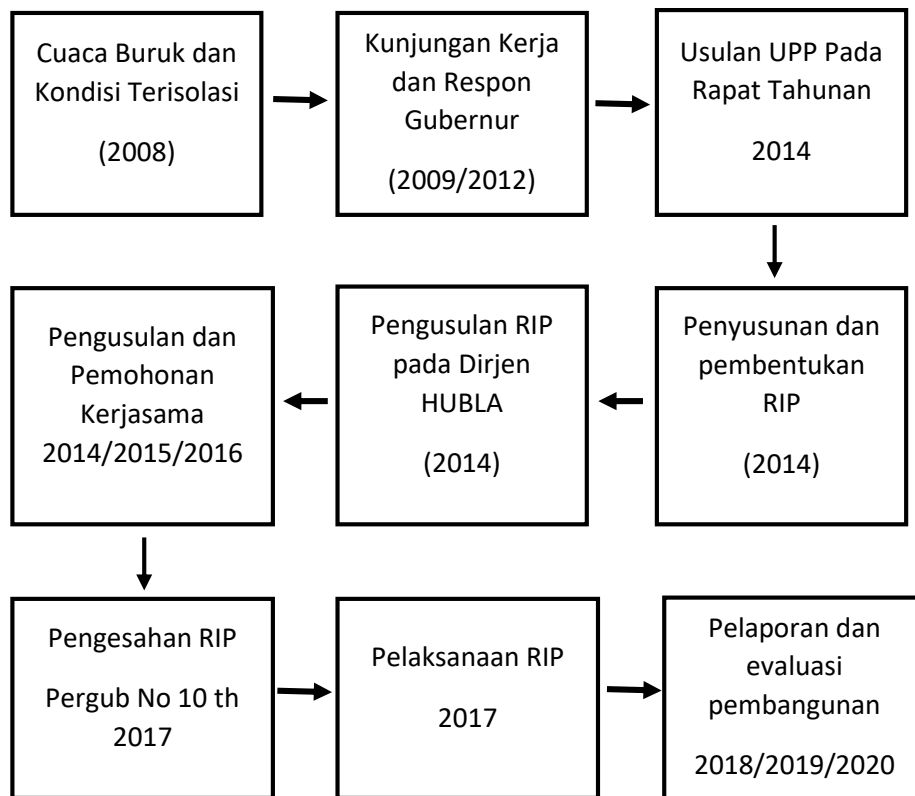 Cuaca Buruk dan
Kondisi Terisolasi
(2008)
Kunjungan Kerja
dan Respon
Gubernur
(2009/2012)
Usulan UPP Pada
Rapat Tahunan
2014
Penyusunan dan
pembentukan
RIP
(2014)
Pengusulan RIP
pada Dirjen
HUBLA
(2014)
Pengusulan dan
Pemohonan
Kerjasama
2014/2015/2016
Pengesahan RIP
Pergub No 10 th
2017
Pelaksanaan RIP
2017
Pelaporan dan
evaluasi
pembangunan
2018/2019/2020